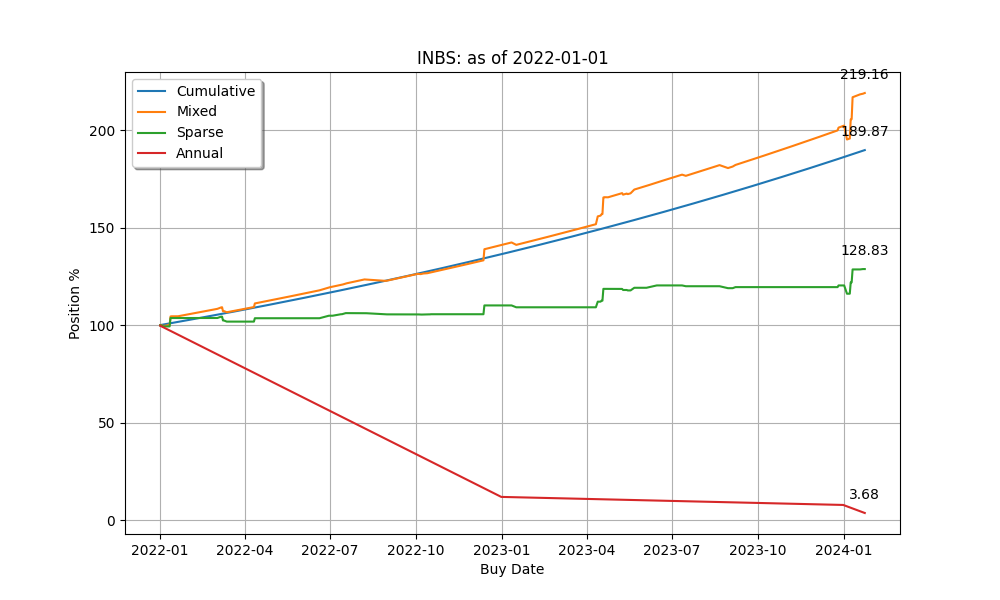 INBS: as of 2022-01-01
219.16
Cumulative
Mixed
Sparse
Annual
200
189.87
150
128.83
100
50
3.68
0
Position %
2022-01 2022-04 2022-07 2022-10 2023-01 2023-04 2023-07 2023-10 2024-01
Buy Date